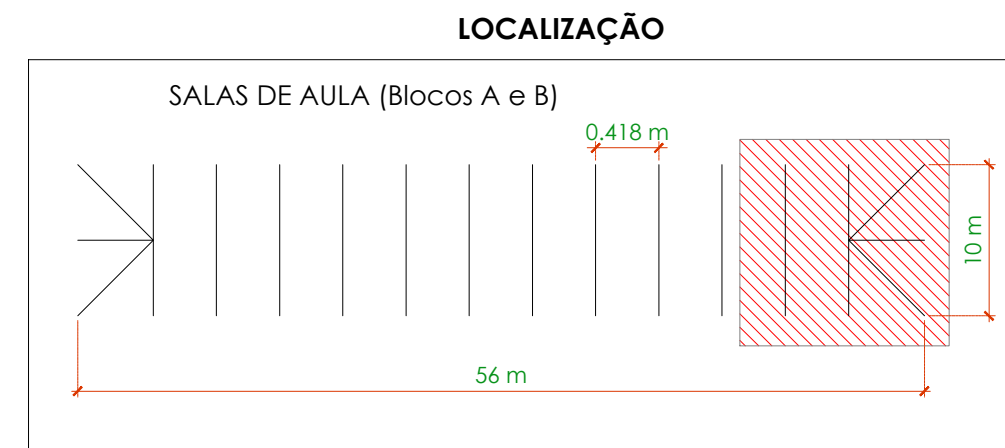 LOCALIZAÇÃO
SALAS DE AULA (Blocos A e B)
0.418 m
10 m
56 m